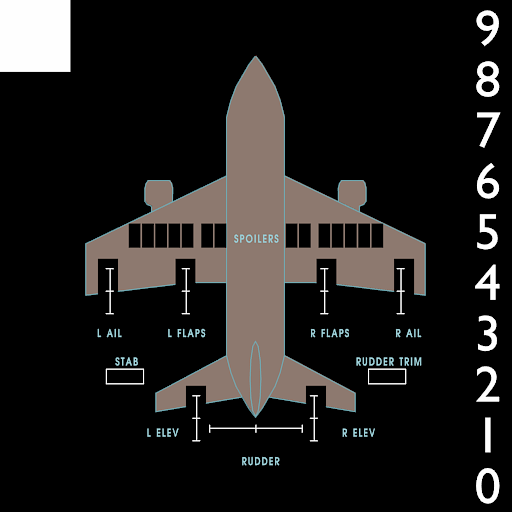 SPOILERS
L AIL
L FLAPS
R FLAPS
R AIL
STAB
RUDDER TRIM
L ELEV
R ELEV
RUDDER
9
8
7
6
5
4
3
2
1
0